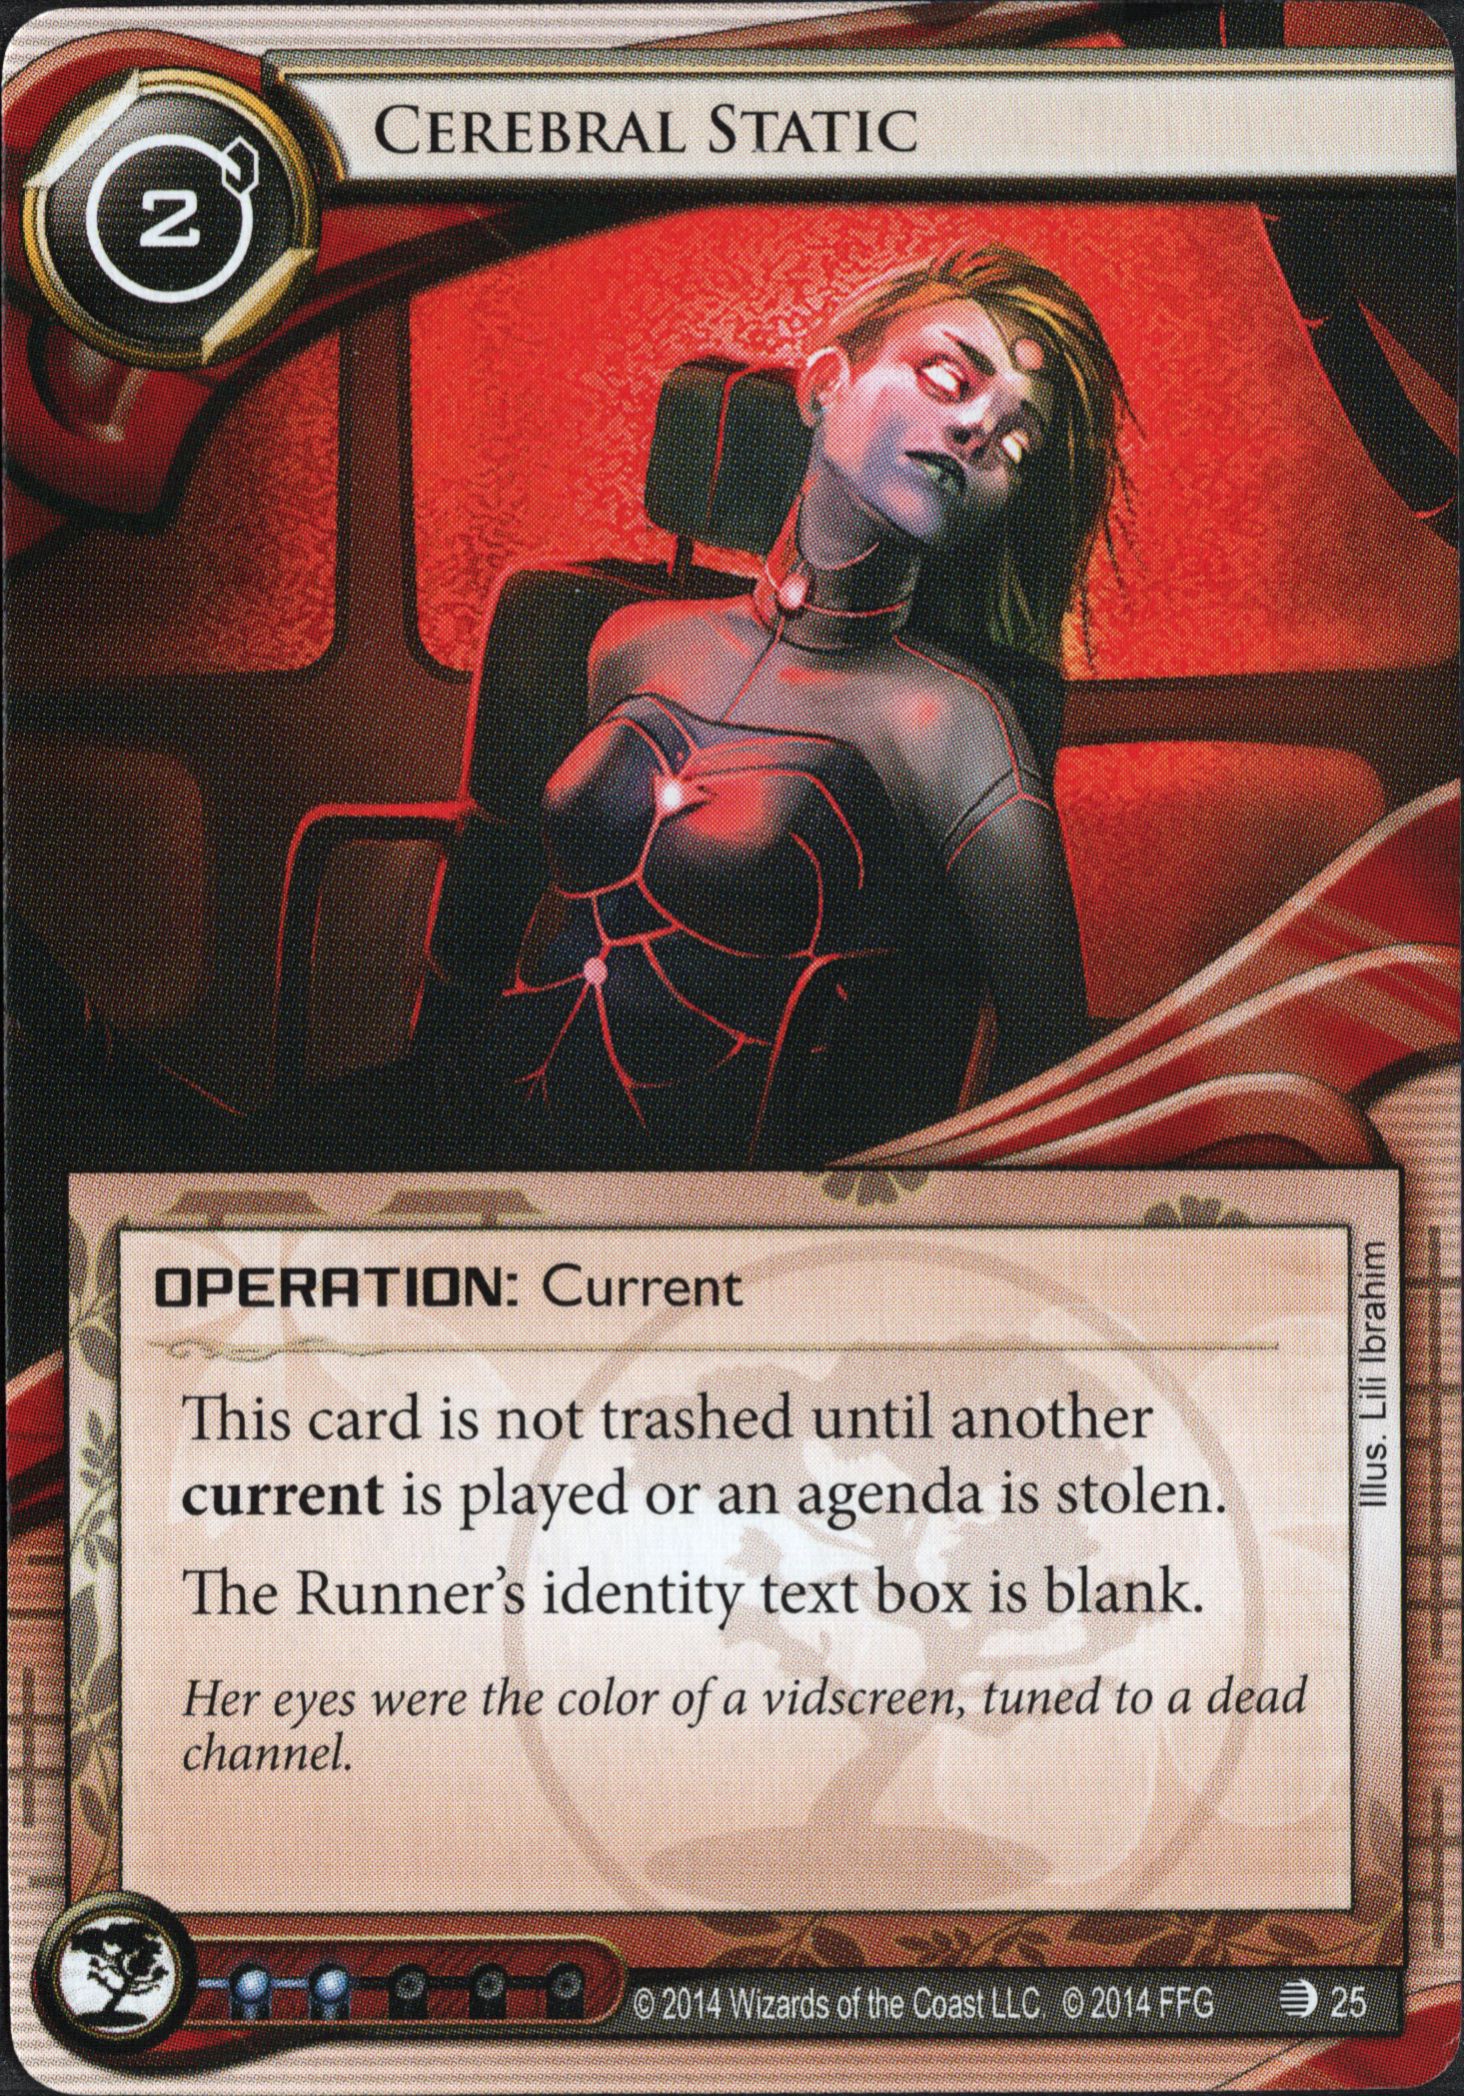 2
Cerebral Static
OPERATION: Current
This card is not trashed until another
current is played or an agenda is stolen.
The Runner's identity text box is blank.
Her eyes were the color of a vidscreen, tuned to a dead
channel.
Illus. Lili Ibrahim
© 2014 Wizards of the Coast LLC © 2014 FFG
25